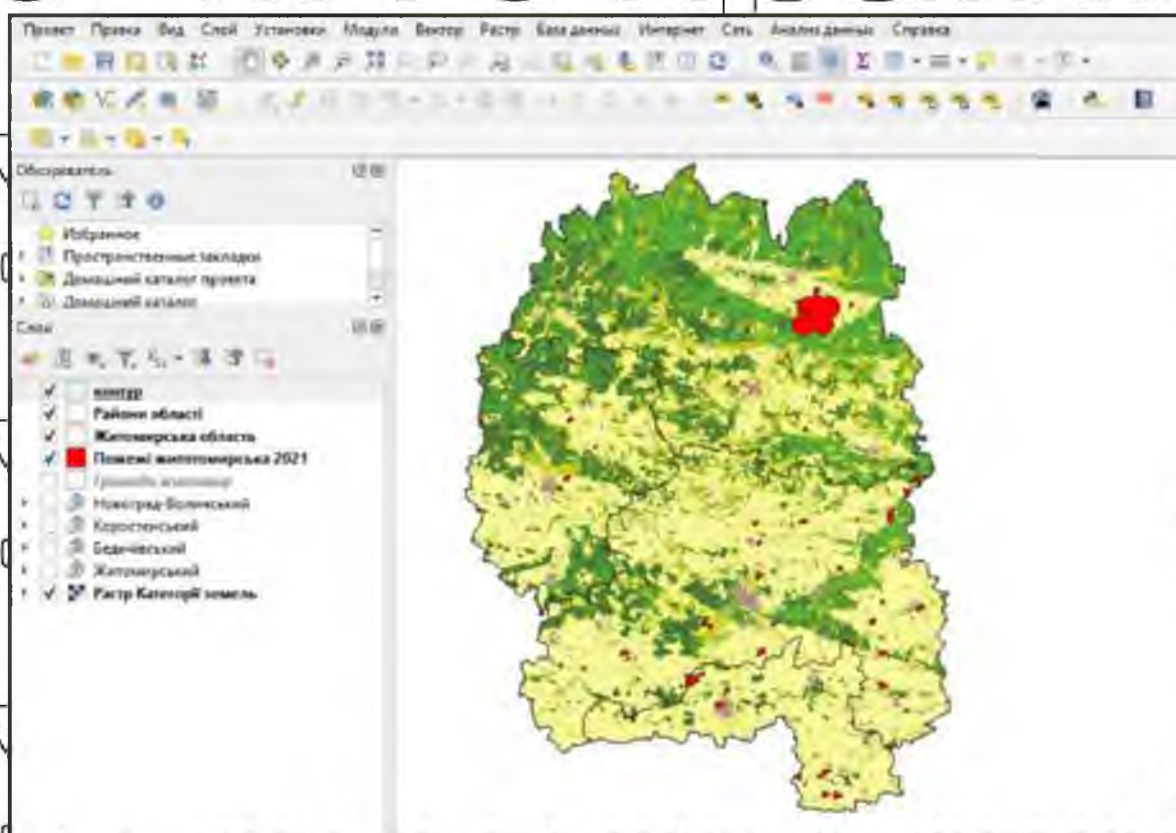 Проект Правка Вид Слой Установки Модули Вектор Растр База данных Интернет Сеть Анализ данных Справка
Обозреватель
Избранное
Пространственные закладки
Домашний каталог проекта
Домашний каталог
Слои
контур
Райони області
Житомирська область
Пожежі житотомирська 2021
Новоград-Волинський
Коростенський
Бедичівський
Житомирський
Растр Категорії земель